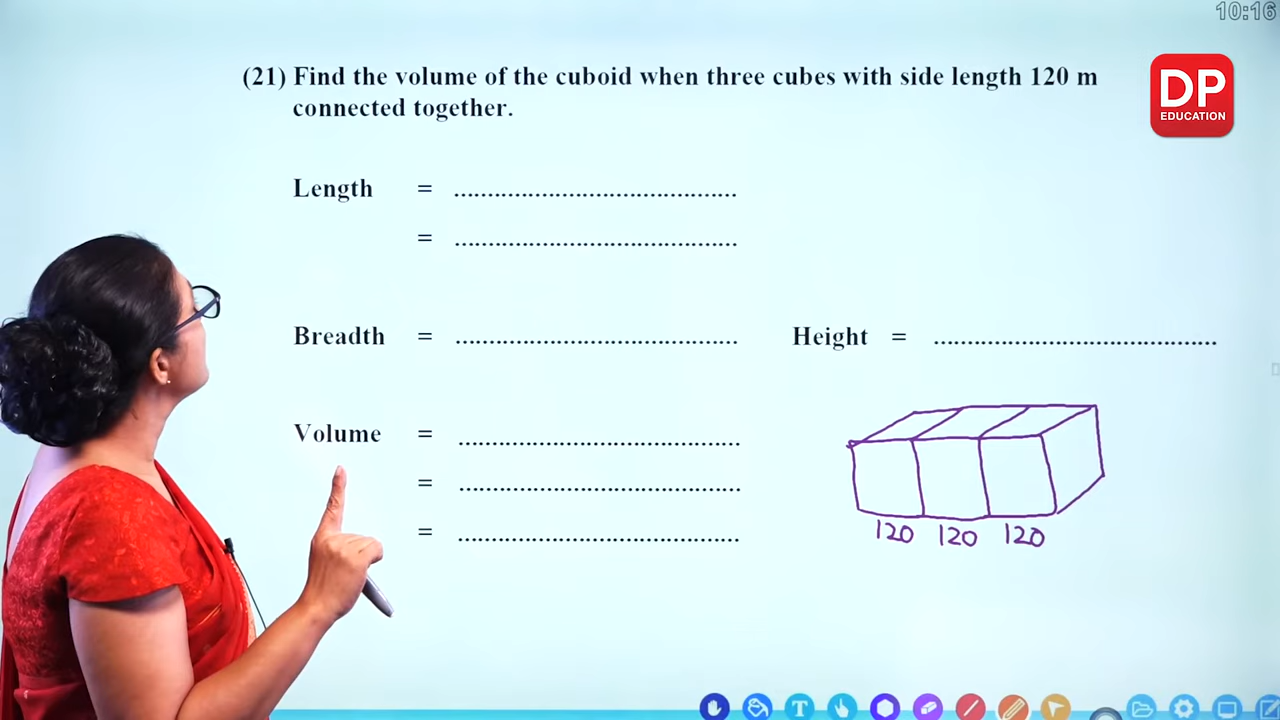 10:16
(21) Find the volume of the cuboid when three cubes with side length 120 m
connected together.
DP
EDUCATION
Length = ..........................................
= ..........................................
Breadth = ..........................................
Height = ..........................................
Volume = ..........................................
= ..........................................
= ..........................................
120 120 120
T